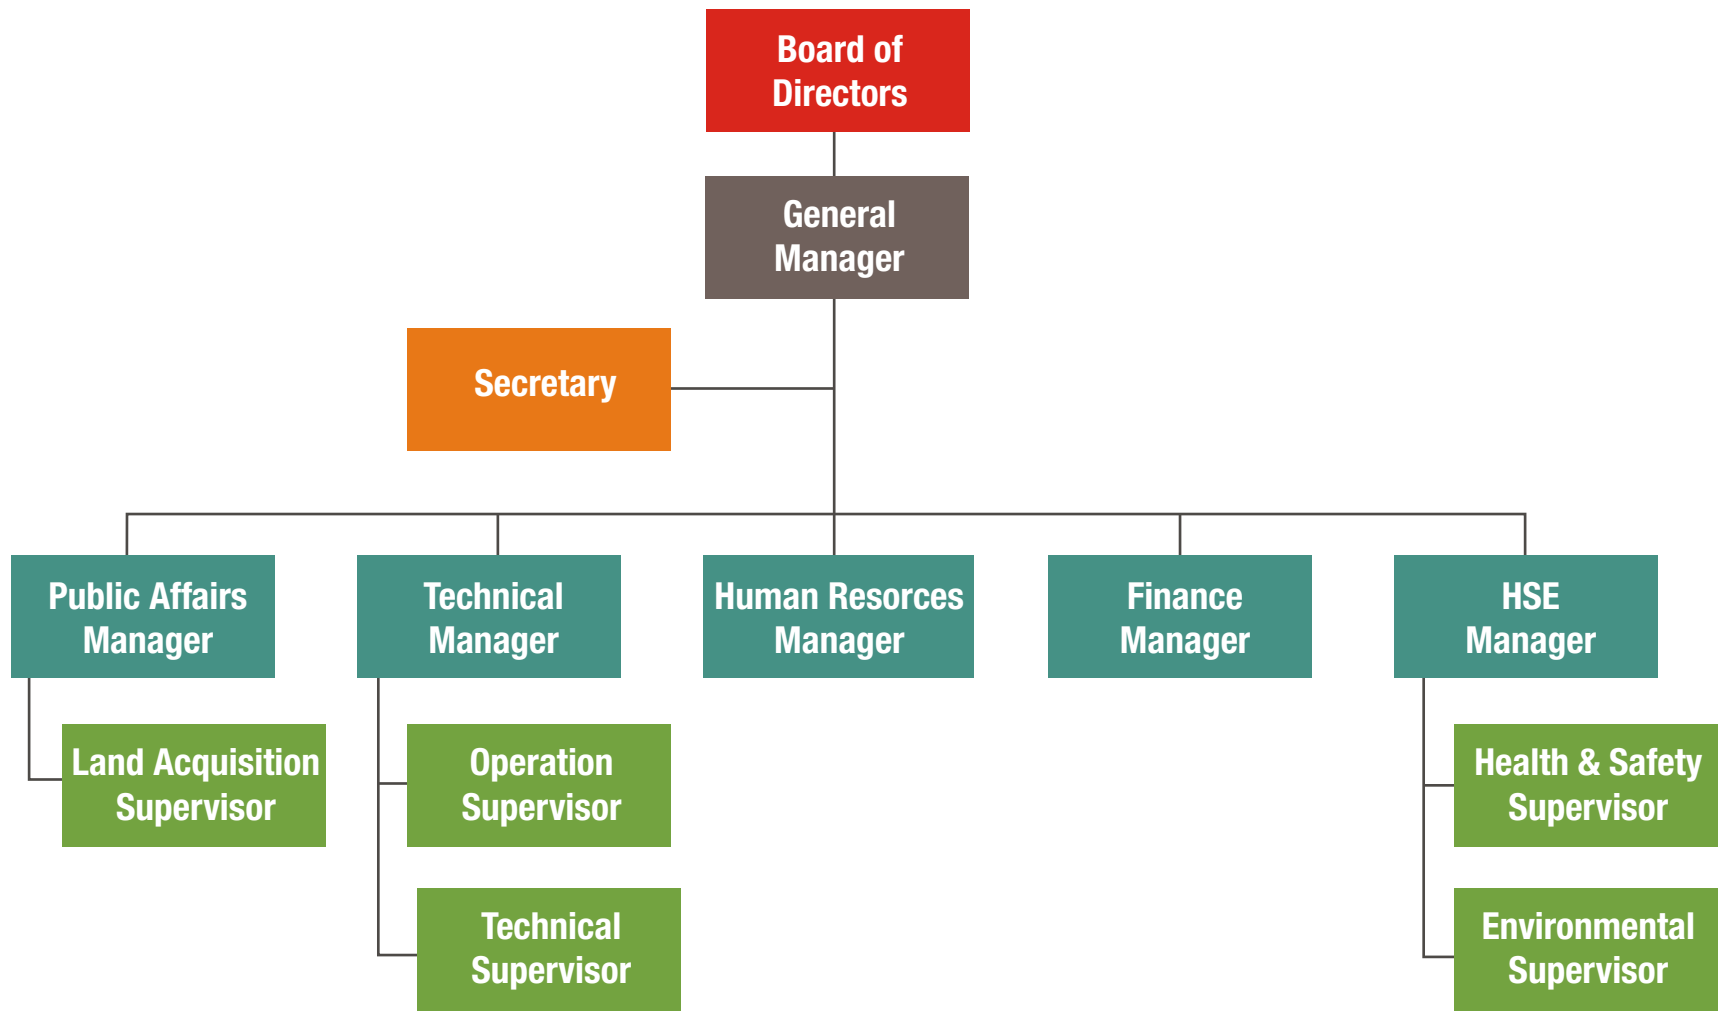 Board of
Directors
General
Manager
Secretary
Public Affairs
Manager
Technical
Manager
Human Resorces
Manager
Finance
Manager
HSE
Manager
Land Acquisition
Supervisor
Operation
Supervisor
Health & Safety
Supervisor
Technical
Supervisor
Environmental
Supervisor